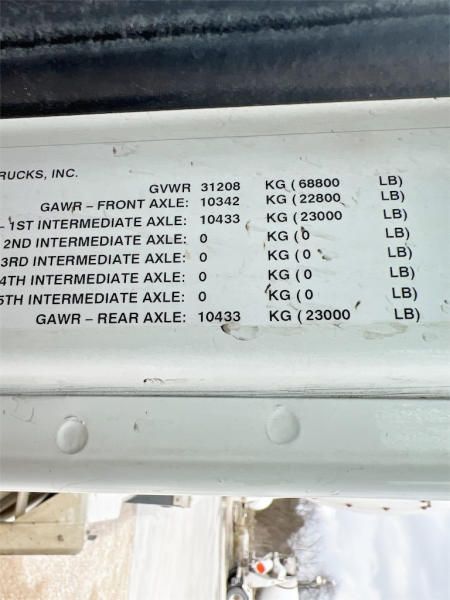 RUCKS, INC.
GVWR 31208 KG ( 68800 LB)
GAWR – FRONT AXLE: 10342 KG ( 22800 LB)
– 1ST INTERMEDIATE AXLE: 10433 KG ( 23000 LB)
2ND INTERMEDIATE AXLE: 0 KG ( 0 LB)
3RD INTERMEDIATE AXLE: 0 KG ( 0 LB)
4TH INTERMEDIATE AXLE: 0 KG ( 0 LB)
5TH INTERMEDIATE AXLE: 0 KG ( 0 LB)
GAWR – REAR AXLE: 10433 KG ( 23000 LB)